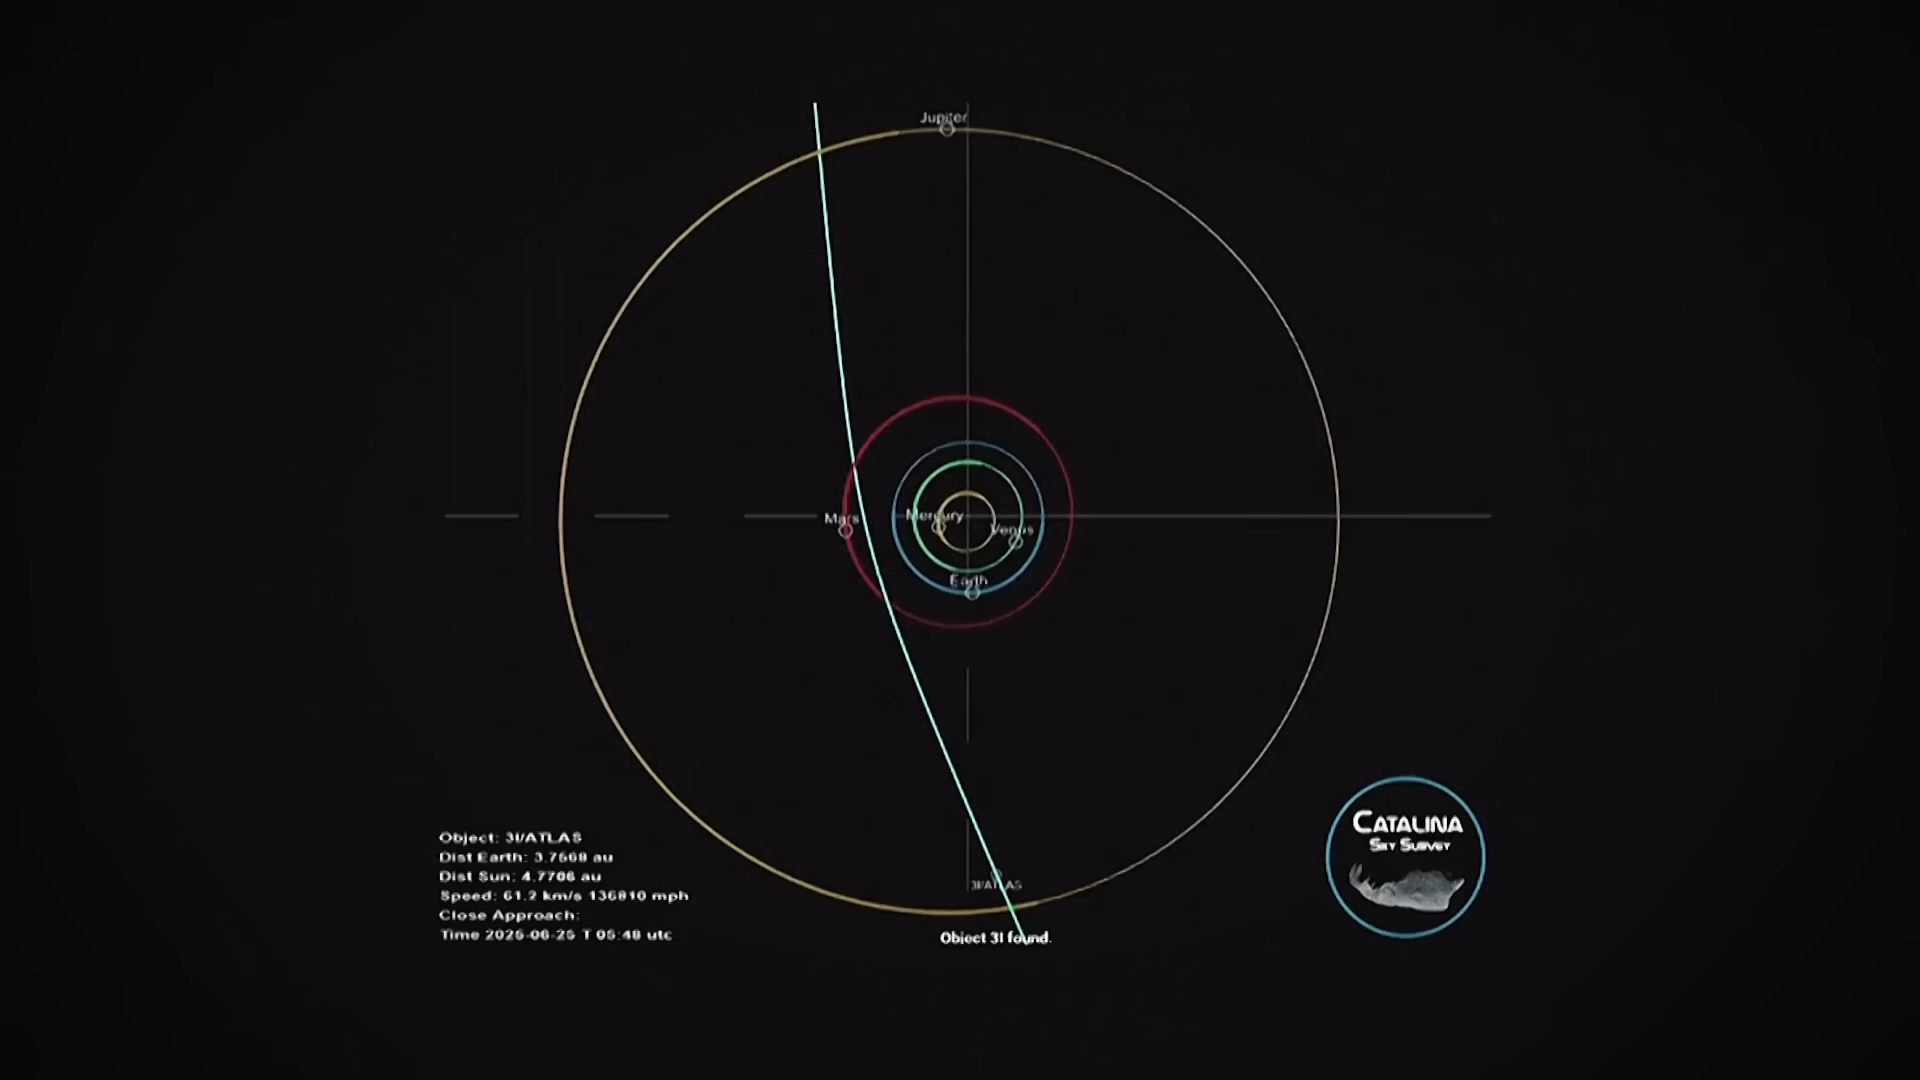 Jupiter
Mars
Mercury
Venus
Earth
3I/ATLAS
Object: 3I/ATLAS
Dist Earth: 3.7568 au
Dist Sun: 4.7706 au
Speed: 61.2 km/s 136810 mph
Close Approach:
Time 2025-06-25 T 05:48 utc
Object 3I found.
CATALINA
SKY SURVEY